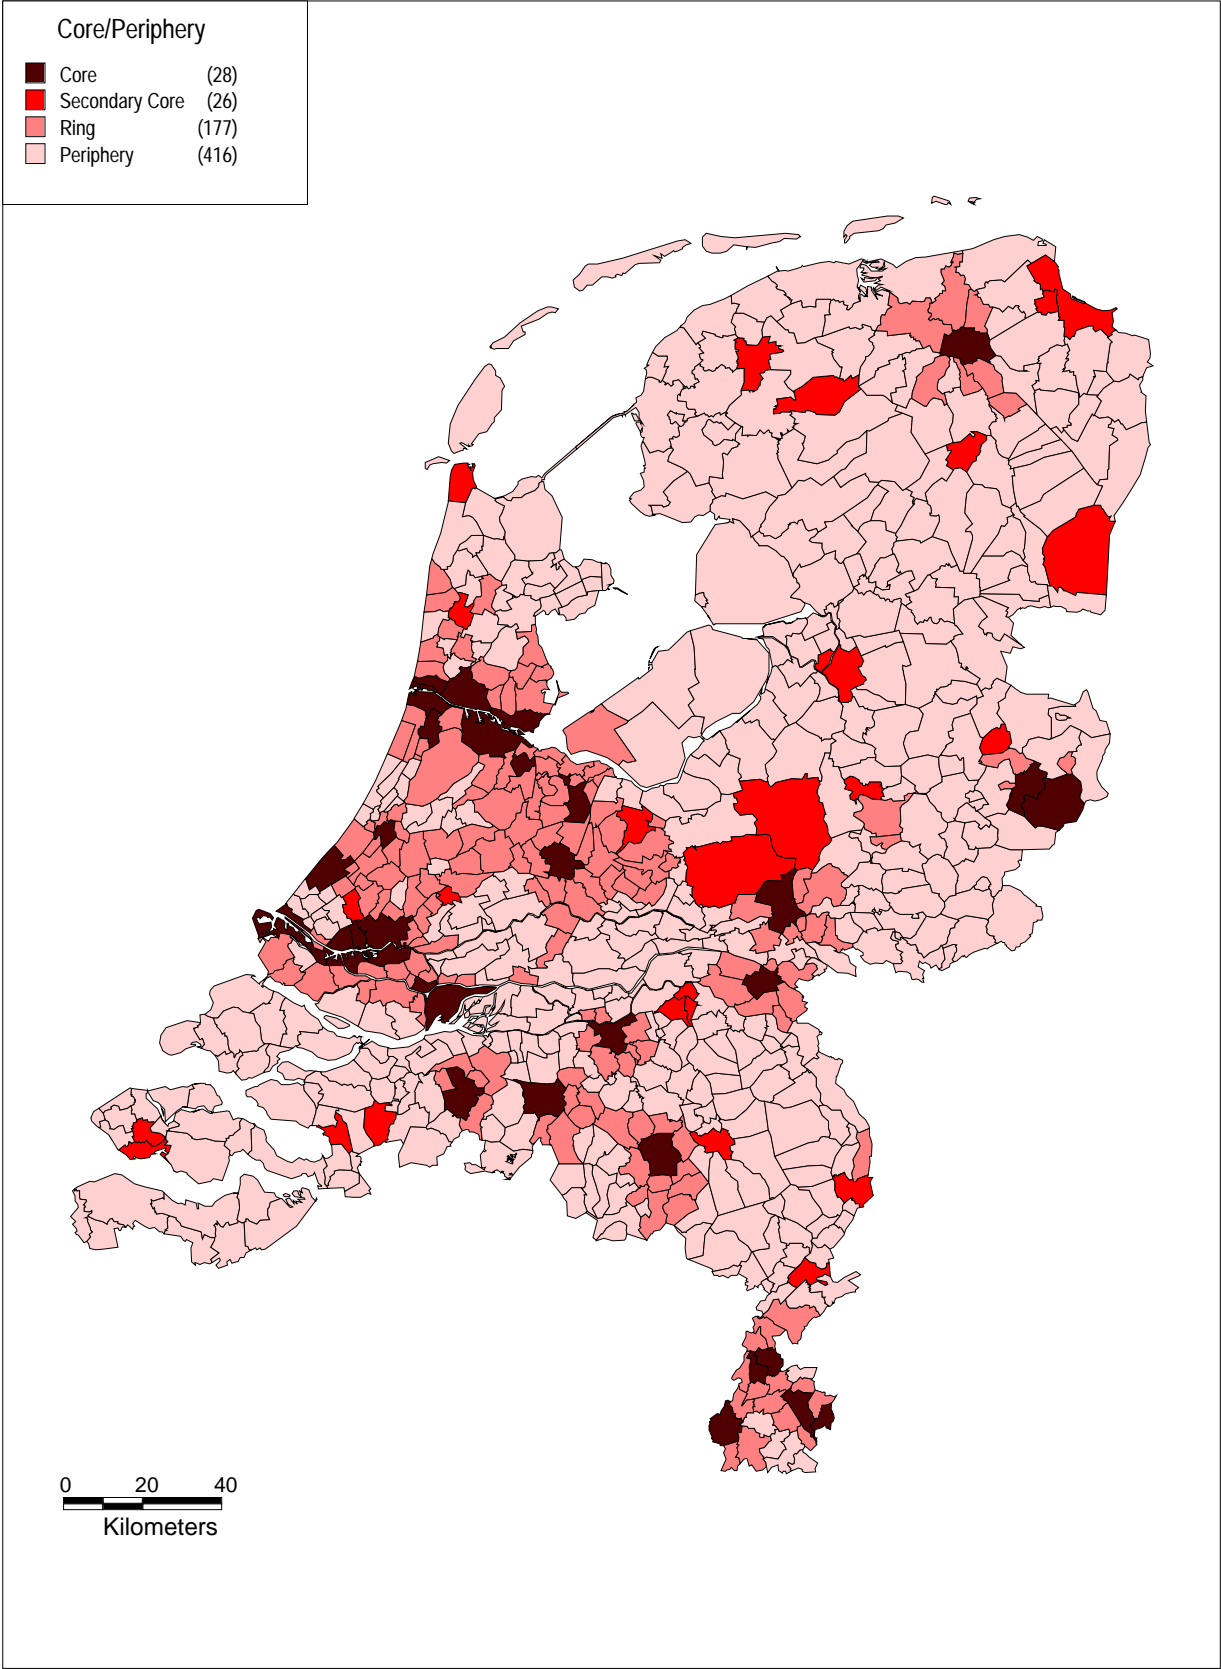 Core/Periphery
Core (28)
Secondary Core (26)
Ring (177)
Periphery (416)
0 20 40
Kilometers